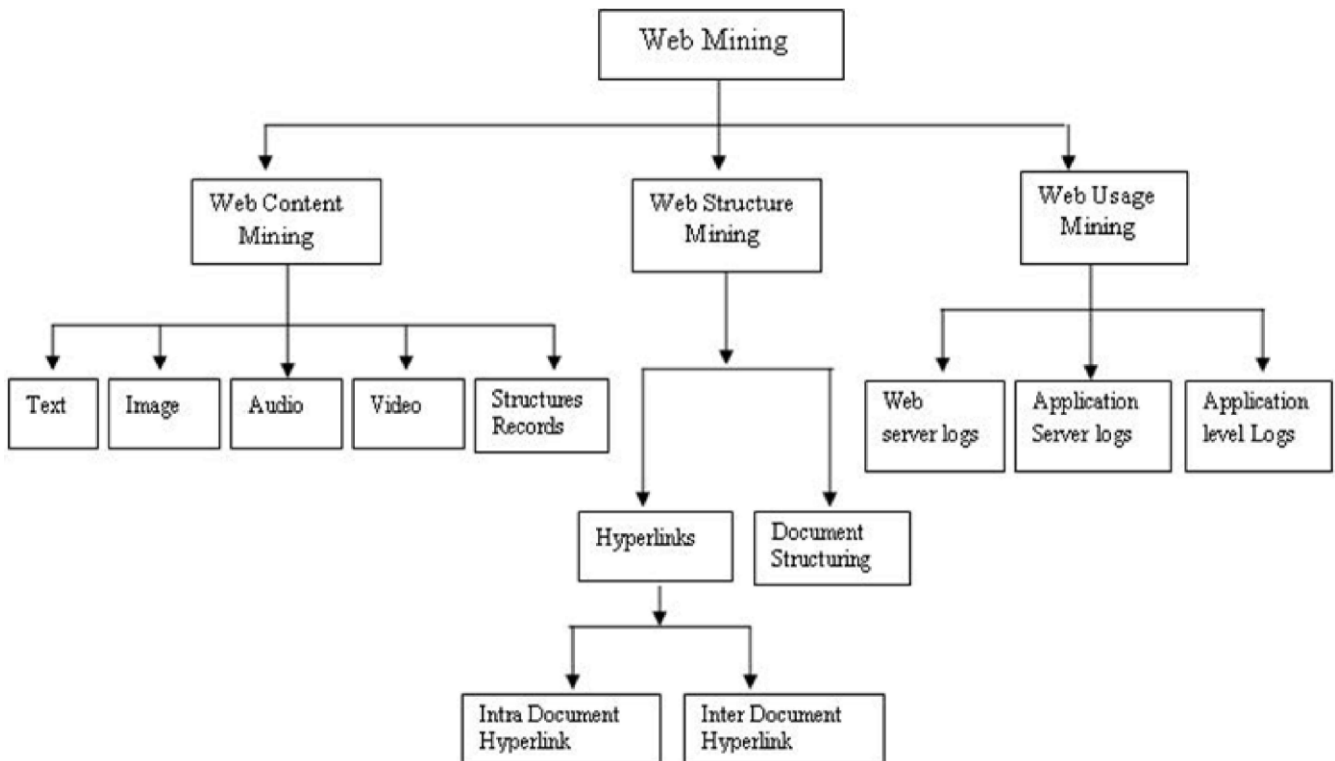 Web Mining
Web Content
Mining
Web Structure
Mining
Web Usage
Mining
Text
Image
Audio
Video
Structures
Records
Web
server logs
Application
Server logs
Application
level Logs
Hyperlinks
Document
Structuring
Intra Document
Hyperlink
Inter Document
Hyperlink